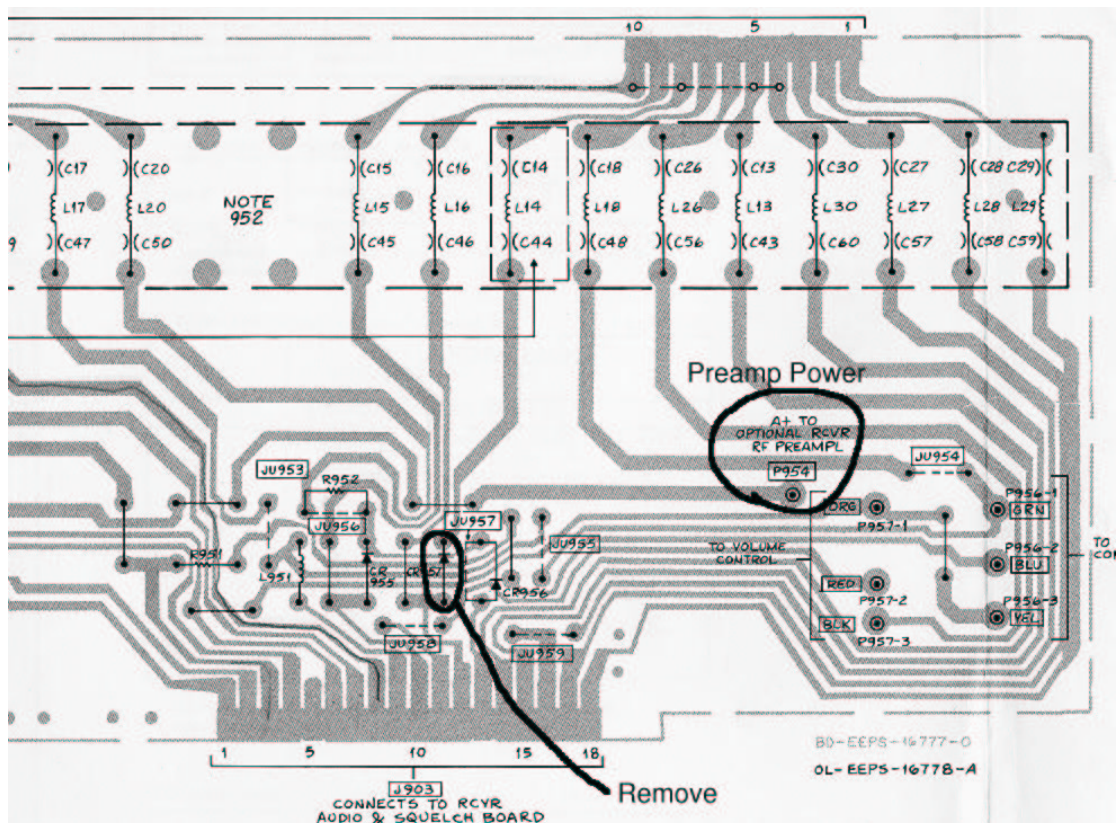 10 5 1
C17 C20 C15 C16 C14 C18 C26 C13 C30 C27 C28 C29
L17 L20 NOTE 952 L15 L16 L14 L18 L26 L13 L30 L27 L28 L29
9 C47 C50 C45 C46 C44 C48 C56 C43 C60 C57 C58 C59
Preamp Power
A+ TO
OPTIONAL RCVR
RF PREAMPL
P954
JU954
JU953
R952
JU956
JU957
JU955
R951
L951
CR
955
CR957
CR956
JU958
JU959
ORG
P957-1
TO VOLUME
CONTROL
RED
P957-2
BLK
P957-3
P956-1
GRN
P956-2
BLU
P956-3
YEL
TO
1 5 10 15 18
J903
CONNECTS TO RCVR
AUDIO & SQUELCH BOARD
Remove
BD-EEPS-16777-O
OL-EEPS-16778-A